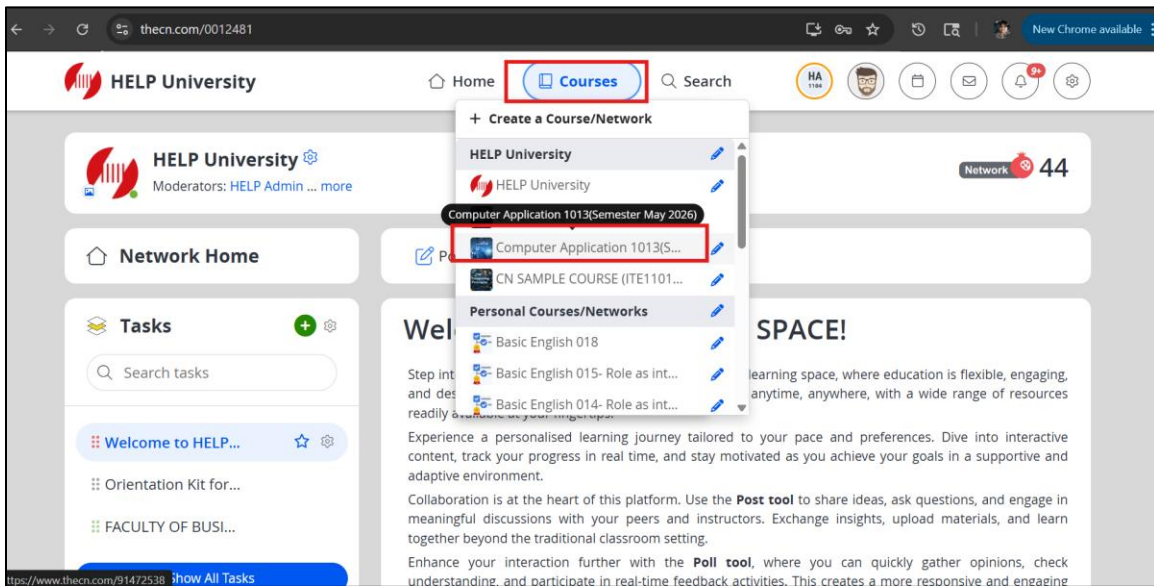 thecn.com/0012481
New Chrome available
HELP University
Home
Courses
Search
HA
1104
9+
+ Create a Course/Network
HELP University
HELP University
Computer Application 1013(Semester May 2026)
Computer Application 1013(S...
CN SAMPLE COURSE (ITE1101...
Personal Courses/Networks
Basic English 018
Basic English 015- Role as int...
Basic English 014- Role as int...
HELP University
Moderators: HELP Admin ... more
Network
44
Network Home
Po
Tasks
Search tasks
Welcome to HELP...
Orientation Kit for...
FACULTY OF BUSI...
Show All Tasks
ttps://www.thecn.com/91472538
Wel SPACE!
Step int learning space, where education is flexible, engaging,
and des anytime, anywhere, with a wide range of resources
readily
Experience a personalised learning journey tailored to your pace and preferences. Dive into interactive
content, track your progress in real time, and stay motivated as you achieve your goals in a supportive and
adaptive environment.
Collaboration is at the heart of this platform. Use the Post tool to share ideas, ask questions, and engage in
meaningful discussions with your peers and instructors. Exchange insights, upload materials, and learn
together beyond the traditional classroom setting.
Enhance your interaction further with the Poll tool, where you can quickly gather opinions, check
understanding, and participate in real-time feedback activities. This creates a more responsive and engaging